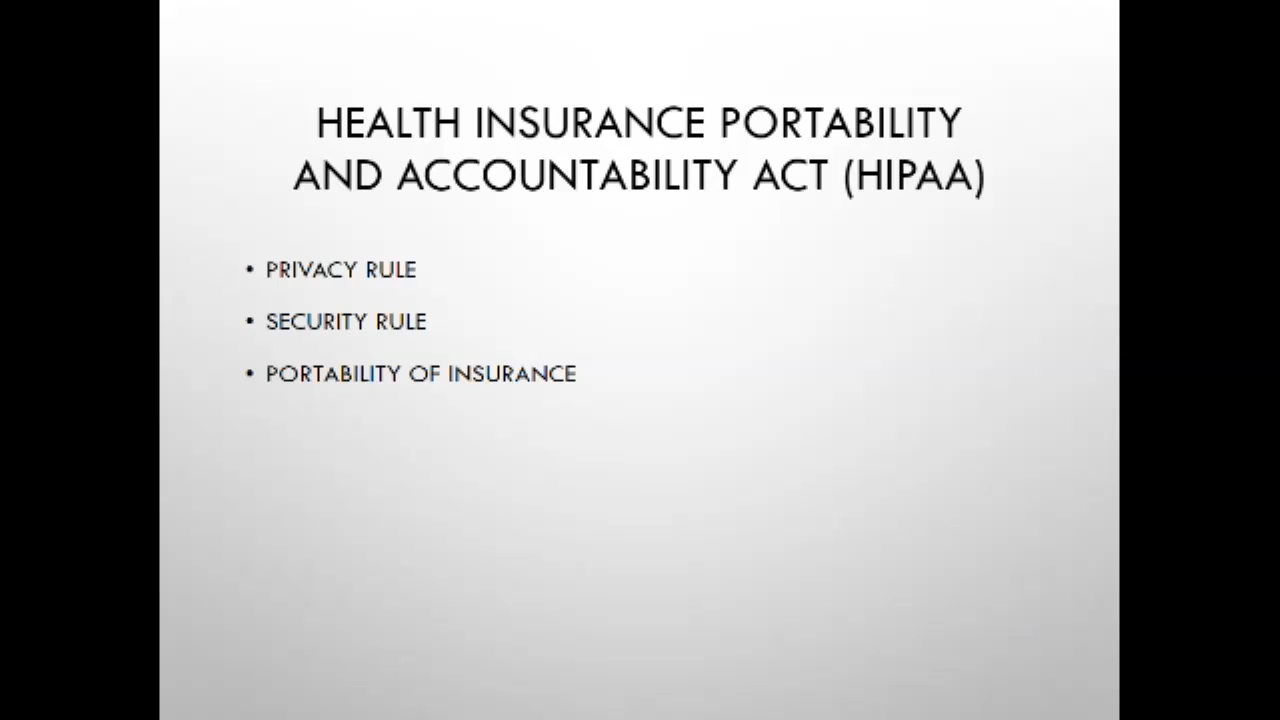 HEALTH INSURANCE PORTABILITY
AND ACCOUNTABILITY ACT (HIPAA)
• PRIVACY RULE
• SECURITY RULE
• PORTABILITY OF INSURANCE